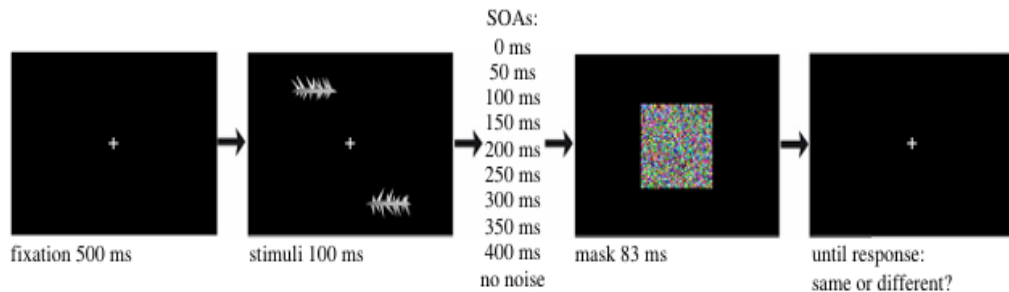 SOAs:
0 ms
50 ms
100 ms
150 ms
200 ms
250 ms
300 ms
350 ms
400 ms
no noise
fixation 500 ms
stimuli 100 ms
mask 83 ms
until response:
same or different?